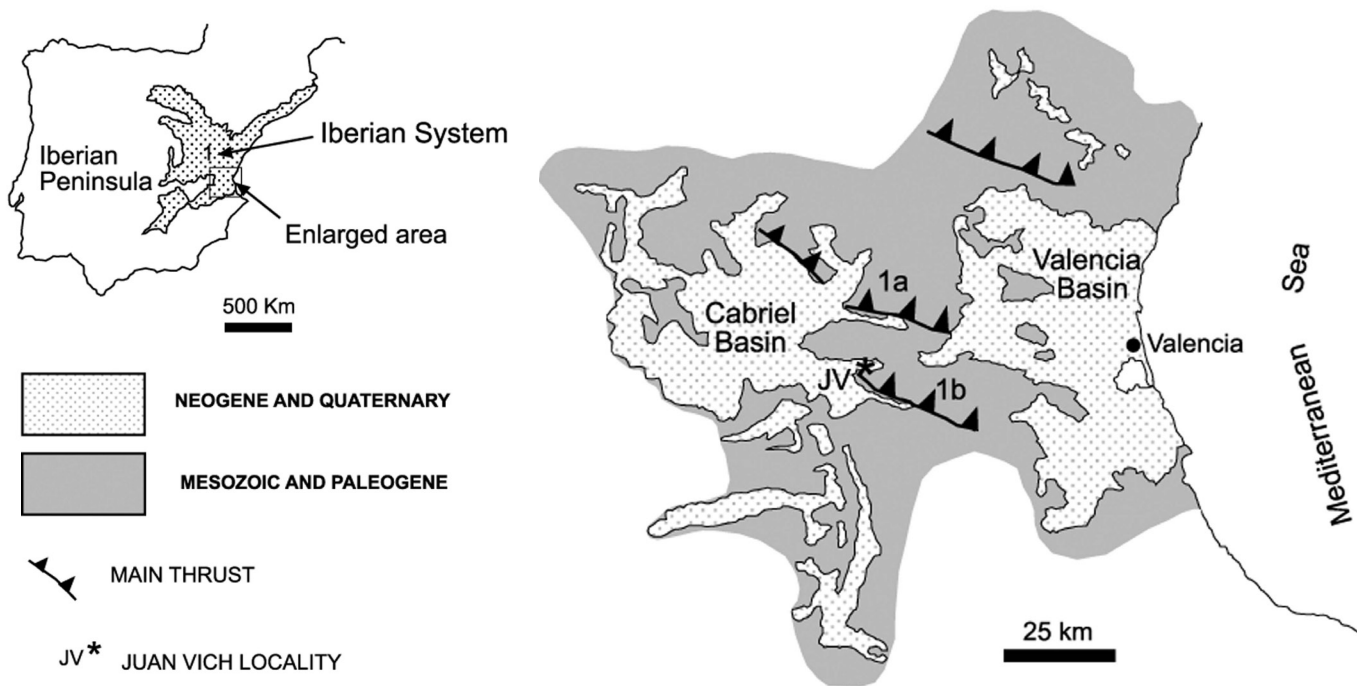 Iberian System
Iberian
Peninsula
1
Enlarged area
500 Km
NEOGENE AND QUATERNARY
MESOZOIC AND PALEOGENE
MAIN THRUST
JV* JUAN VICH LOCALITY
1a
Valencia
Basin
Cabriel
Basin
Valencia
JV*
1b
Mediterranean Sea
25 km